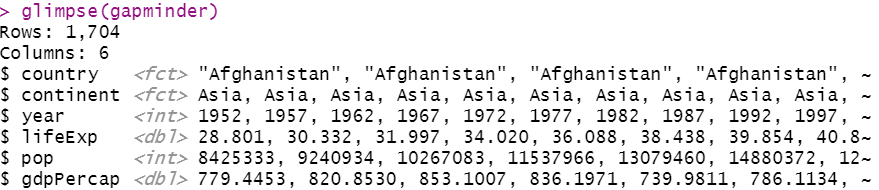 > glimpse(gapminder)
Rows: 1,704
Columns: 6
$ country   <fct> "Afghanistan", "Afghanistan", "Afghanistan", "Afghanistan", ~
$ continent <fct> Asia, Asia, Asia, Asia, Asia, Asia, Asia, Asia, Asia, Asia, ~
$ year      <int> 1952, 1957, 1962, 1967, 1972, 1977, 1982, 1987, 1992, 1997, ~
$ lifeExp   <dbl> 28.801, 30.332, 31.997, 34.020, 36.088, 38.438, 39.854, 40.8~
$ pop       <int> 8425333, 9240934, 10267083, 11537966, 13079460, 14880372, 12~
$ gdpPercap <dbl> 779.4453, 820.8530, 853.1007, 836.1971, 739.9811, 786.1134, ~